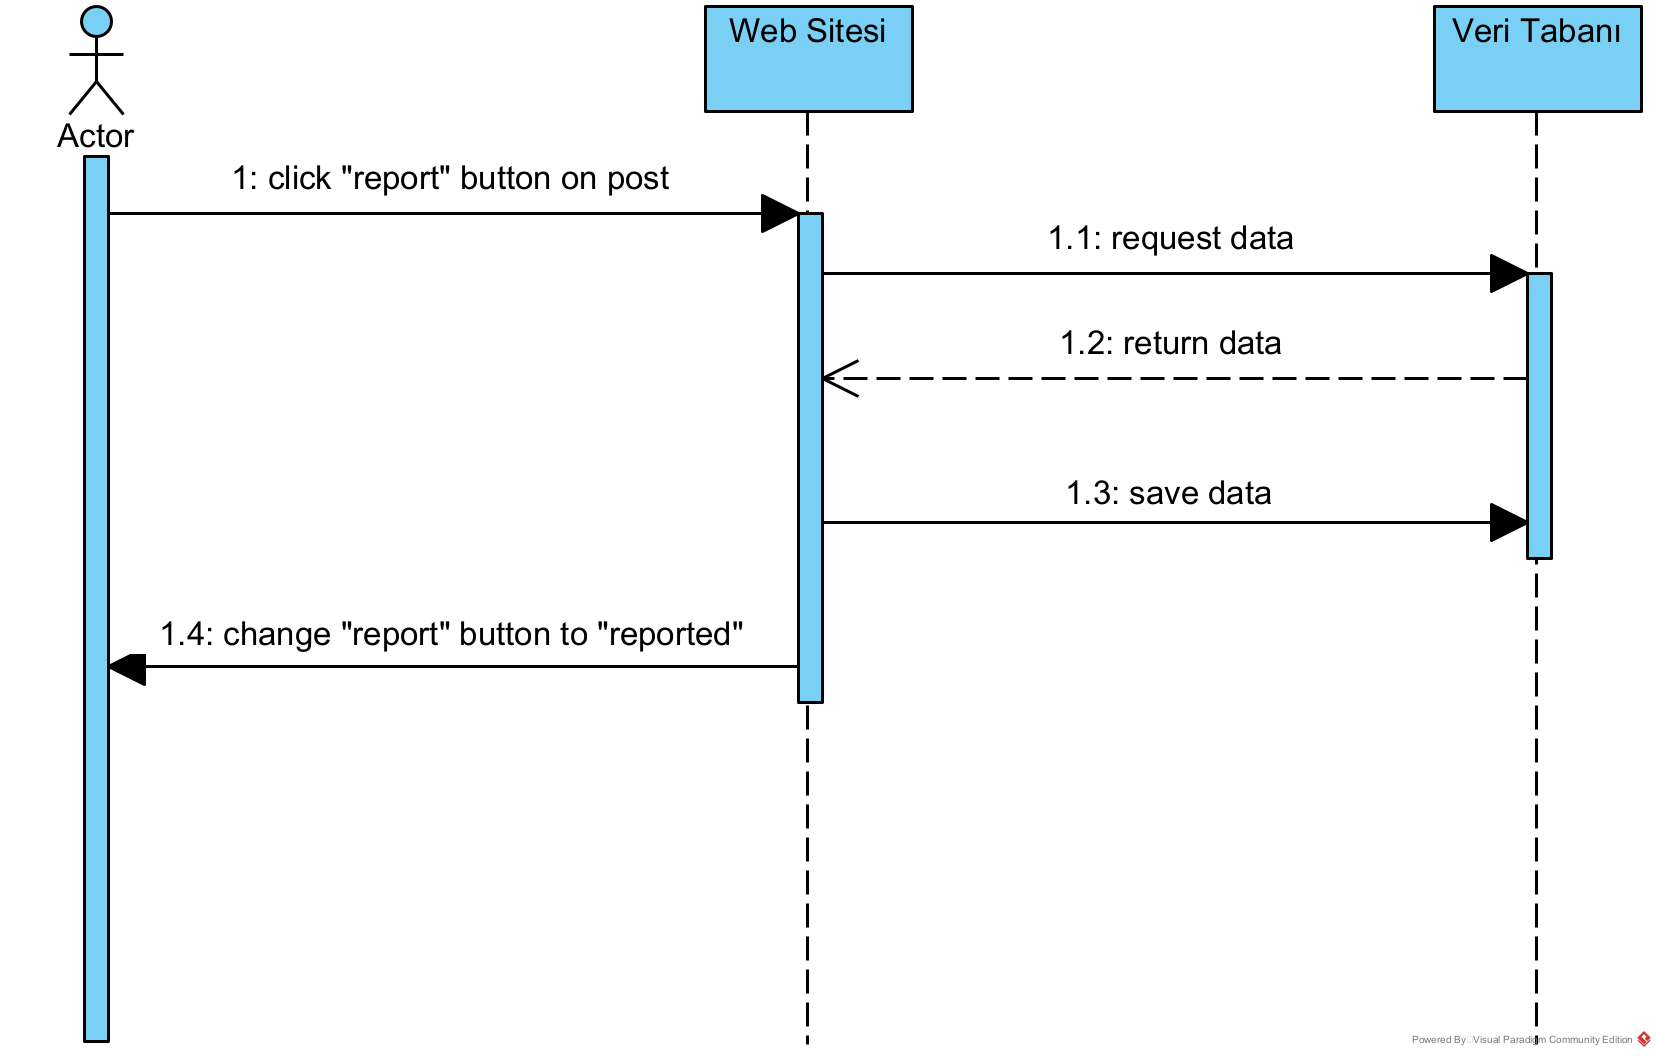 Web Sitesi
Veri Tabanı
Actor
1: click "report" button on post
1.1: request data
1.2: return data
1.3: save data
1.4: change "report" button to "reported"
Powered By Visual Paradigm Community Edition